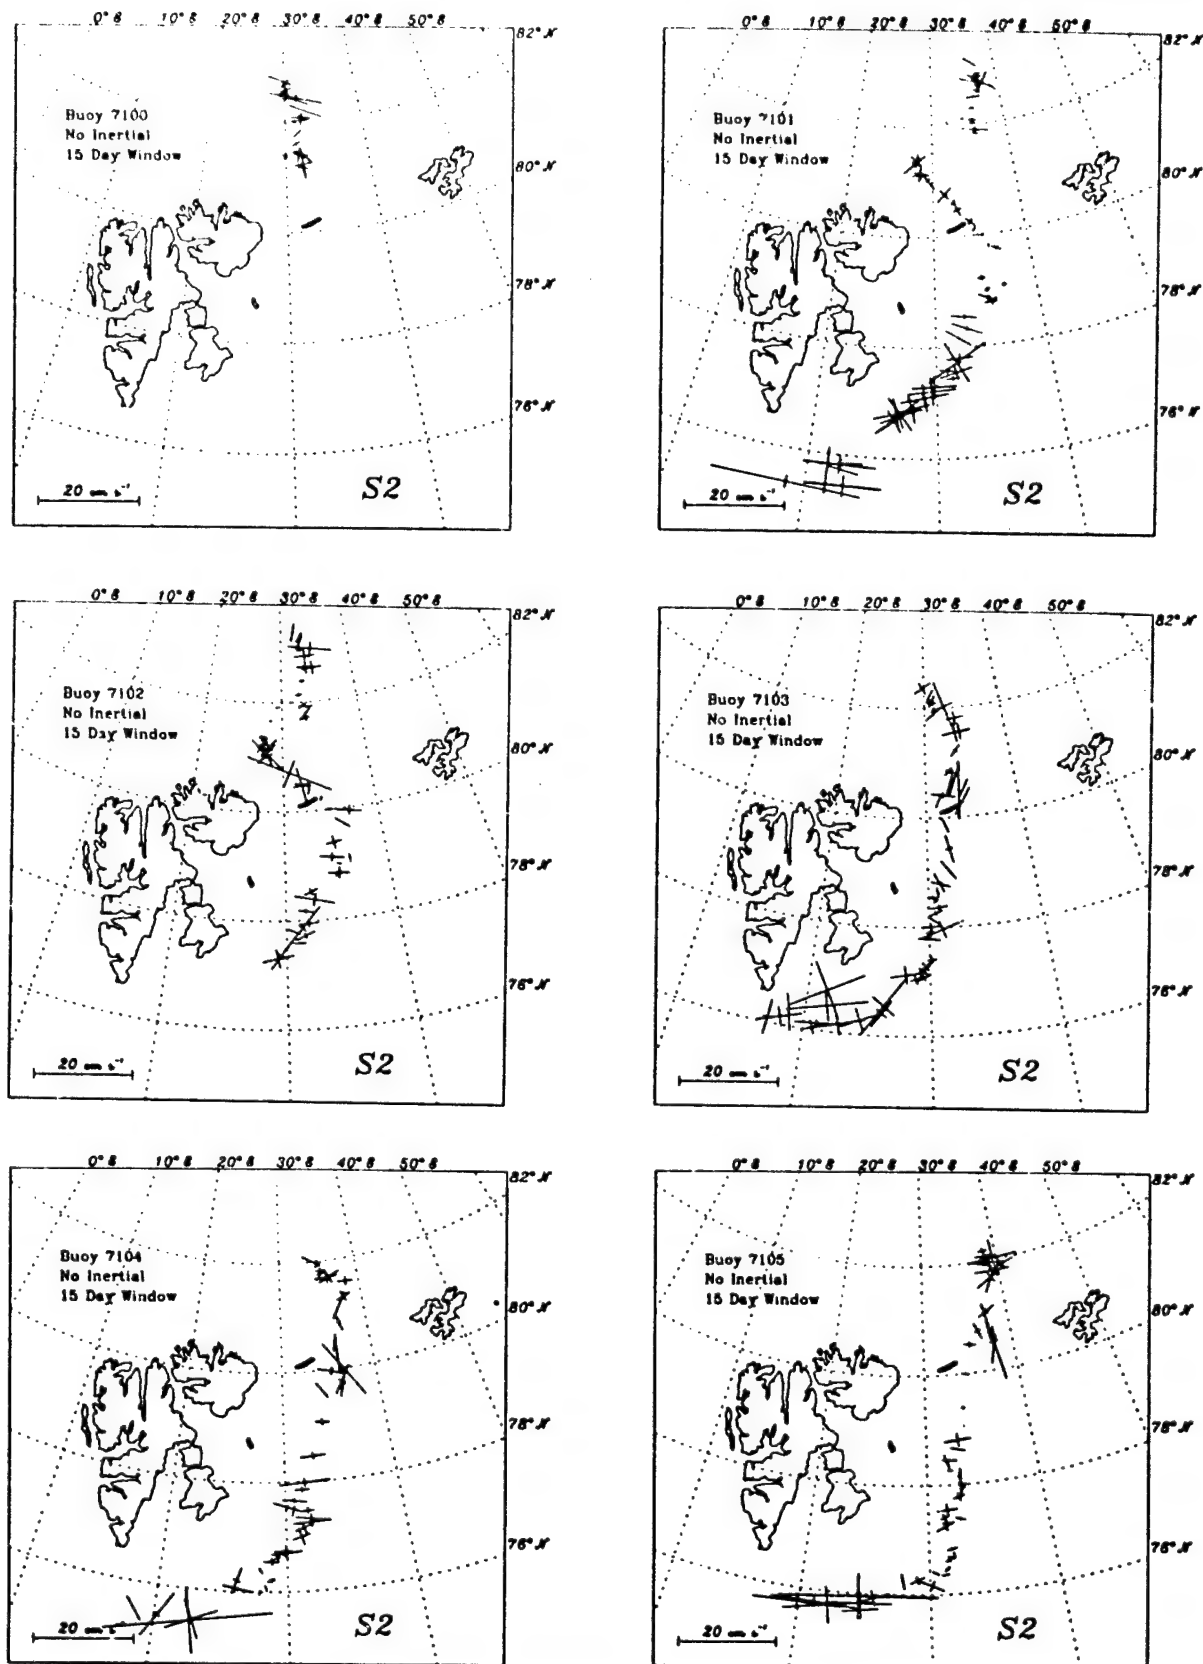 0° E 10° E 20° E 30° E 40° E 50° E
82° N
Buoy 7100
No Inertial
15 Day Window
80° N
78° N
76° N
20 cm s⁻¹
S2
0° E 10° E 20° E 30° E 40° E 50° E
82° N
Buoy 7101
No Inertial
15 Day Window
80° N
78° N
76° N
20 cm s⁻¹
S2
0° E 10° E 20° E 30° E 40° E 50° E
82° N
Buoy 7102
No Inertial
15 Day Window
80° N
78° N
76° N
20 cm s⁻¹
S2
0° E 10° E 20° E 30° E 40° E 50° E
82° N
Buoy 7103
No Inertial
15 Day Window
80° N
78° N
76° N
20 cm s⁻¹
S2
0° E 10° E 20° E 30° E 40° E 50° E
82° N
Buoy 7104
No Inertial
15 Day Window
80° N
78° N
76° N
20 cm s⁻¹
S2
0° E 10° E 20° E 30° E 40° E 50° E
82° N
Buoy 7105
No Inertial
15 Day Window
80° N
78° N
76° N
20 cm s⁻¹
S2